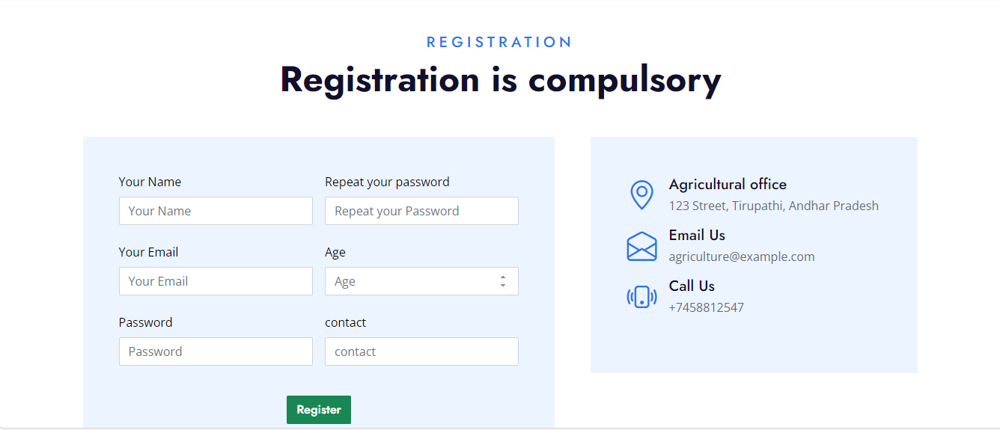 REGISTRATION
Registration is compulsory
Your Name
Your Name
Repeat your password
Repeat your Password
Your Email
Your Email
Age
Age
Password
Password
contact
contact
Register
Agricultural office
123 Street, Tirupathi, Andhar Pradesh
Email Us
agriculture@example.com
Call Us
+7458812547